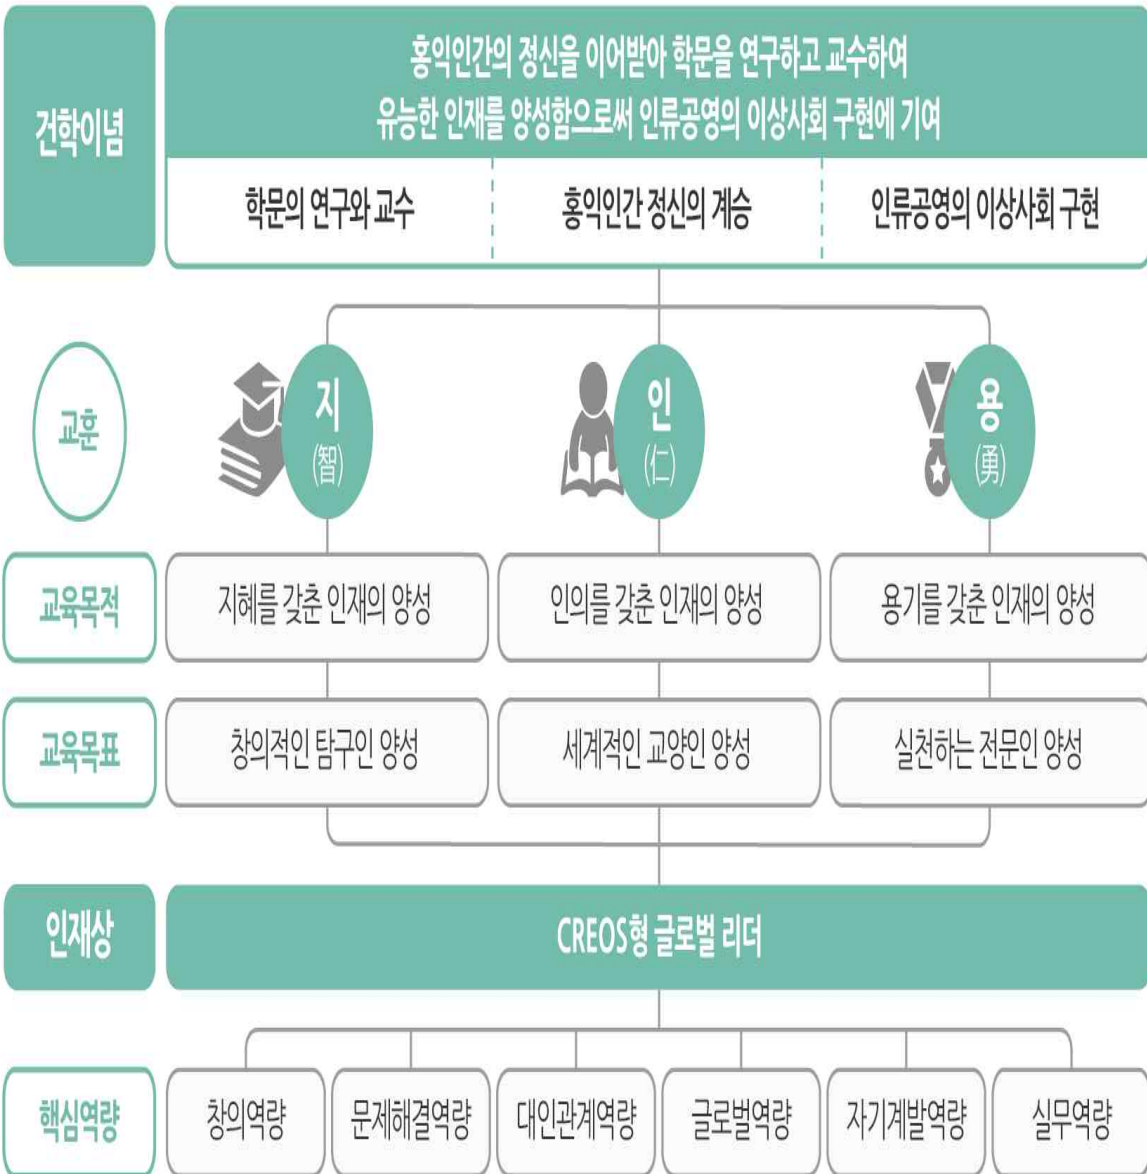 건학이념
홍익인간의 정신을 이어받아 학문을 연구하고 교수하여
유능한 인재를 양성함으로써 인류공영의 이상사회 구현에 기여
학문의 연구와 교수
홍익인간 정신의 계승
인류공영의 이상사회 구현
교훈
지
(智)
인
(仁)
용
(勇)
교육목적
지혜를 갖춘 인재의 양성
인의를 갖춘 인재의 양성
용기를 갖춘 인재의 양성
교육목표
창의적인 탐구인 양성
세계적인 교양인 양성
실천하는 전문인 양성
인재상
CREOS형 글로벌 리더
핵심역량
창의역량
문제해결역량
대인관계역량
글로벌역량
자기계발역량
실무역량